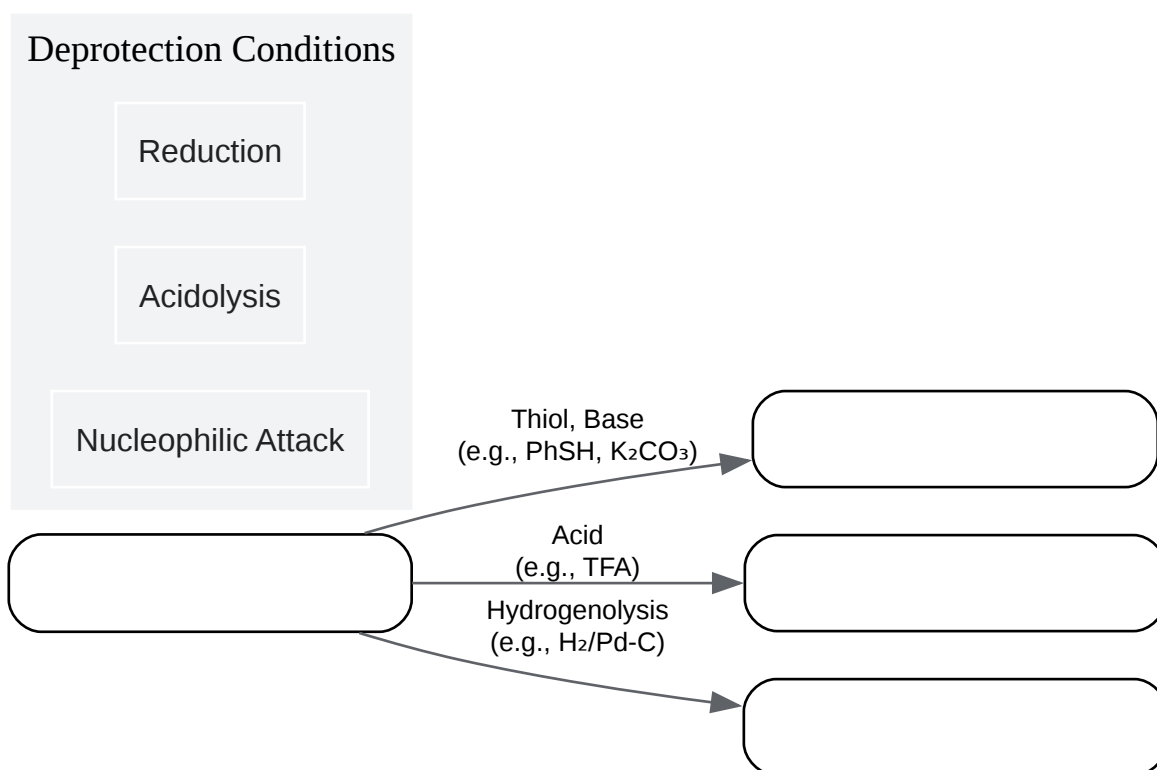 Deprotection Conditions
Reduction
Acidolysis
Nucleophilic Attack
Thiol, Base
(e.g., PhSH, K₂CO₃)
Acid
(e.g., TFA)
Hydrogenolysis
(e.g., H₂/Pd-C)